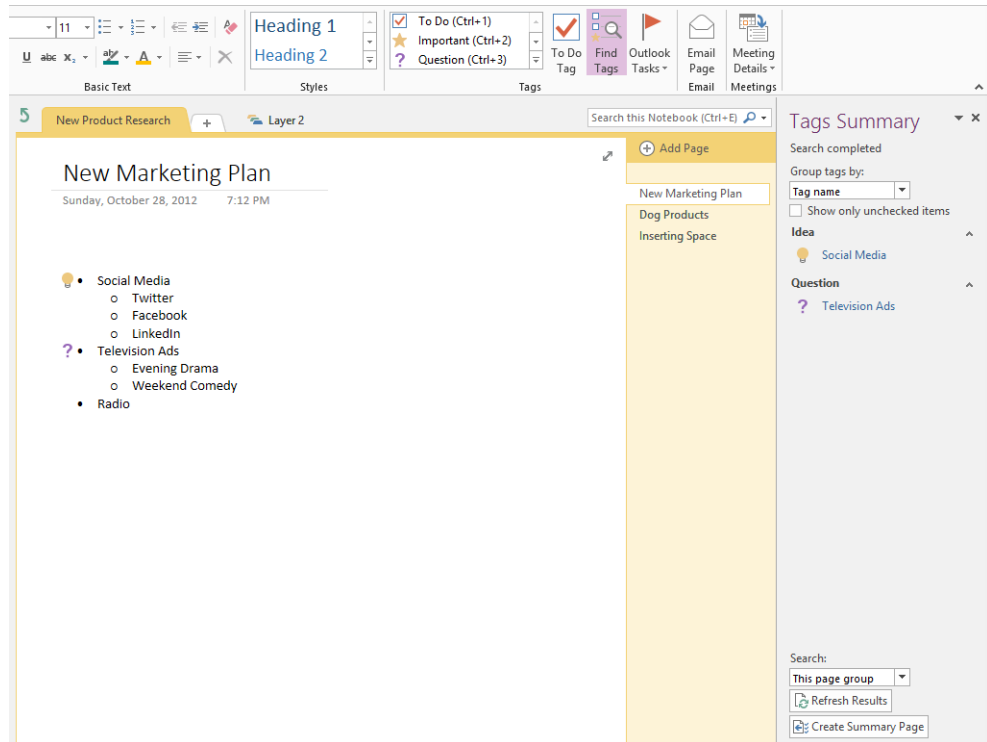 11
Heading 1
Heading 2
To Do (Ctrl+1)
Important (Ctrl+2)
Question (Ctrl+3)
To Do Tag
Find Tags
Outlook Tasks
Email Page
Meeting Details
U abc X₂ aby A
Basic Text
Styles
Tags
Email
Meetings
New Product Research
+
Layer 2
Search this Notebook (Ctrl+E)
New Marketing Plan
Sunday, October 28, 2012 7:12 PM
? 
• Social Media
o Twitter
o Facebook
o LinkedIn
• Television Ads
o Evening Drama
o Weekend Comedy
• Radio
Add Page
New Marketing Plan
Dog Products
Inserting Space
Tags Summary
Search completed
Group tags by:
Tag name
Show only unchecked items
Idea
Social Media
Question
? Television Ads
Search:
This page group
Refresh Results
Create Summary Page